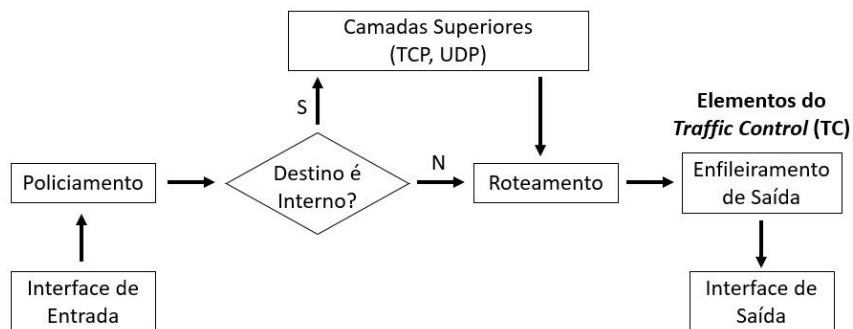 Camadas Superiores
(TCP, UDP)
S
Elementos do
Traffic Control (TC)
Policiamento
Destino é
Interno?
N
Roteamento
Enfileiramento
de Saída
Interface de
Entrada
Interface de
Saída